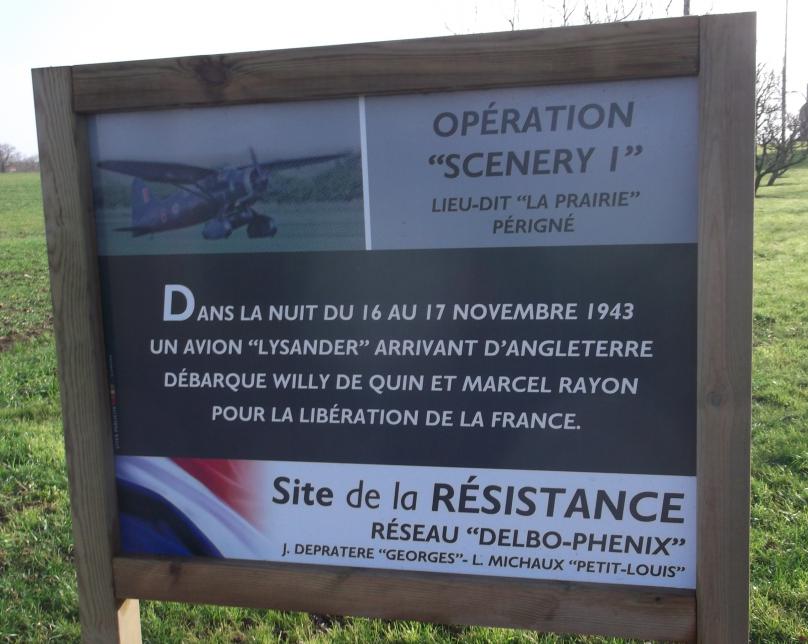 OPÉRATION
“SCENERY I”
LIEU-DIT “LA PRAIRIE”
PÉRIGNÉ
DANS LA NUIT DU 16 AU 17 NOVEMBRE 1943
UN AVION “LYSANDER” ARRIVANT D’ANGLETERRE
DÉBARQUE WILLY DE QUIN ET MARCEL RAYON
POUR LA LIBÉRATION DE LA FRANCE.
Site de la RÉSISTANCE
RÉSEAU “DELBO-PHENIX”
J. DEPRATERE “GEORGES”- L. MICHAUX “PETIT-LOUIS”